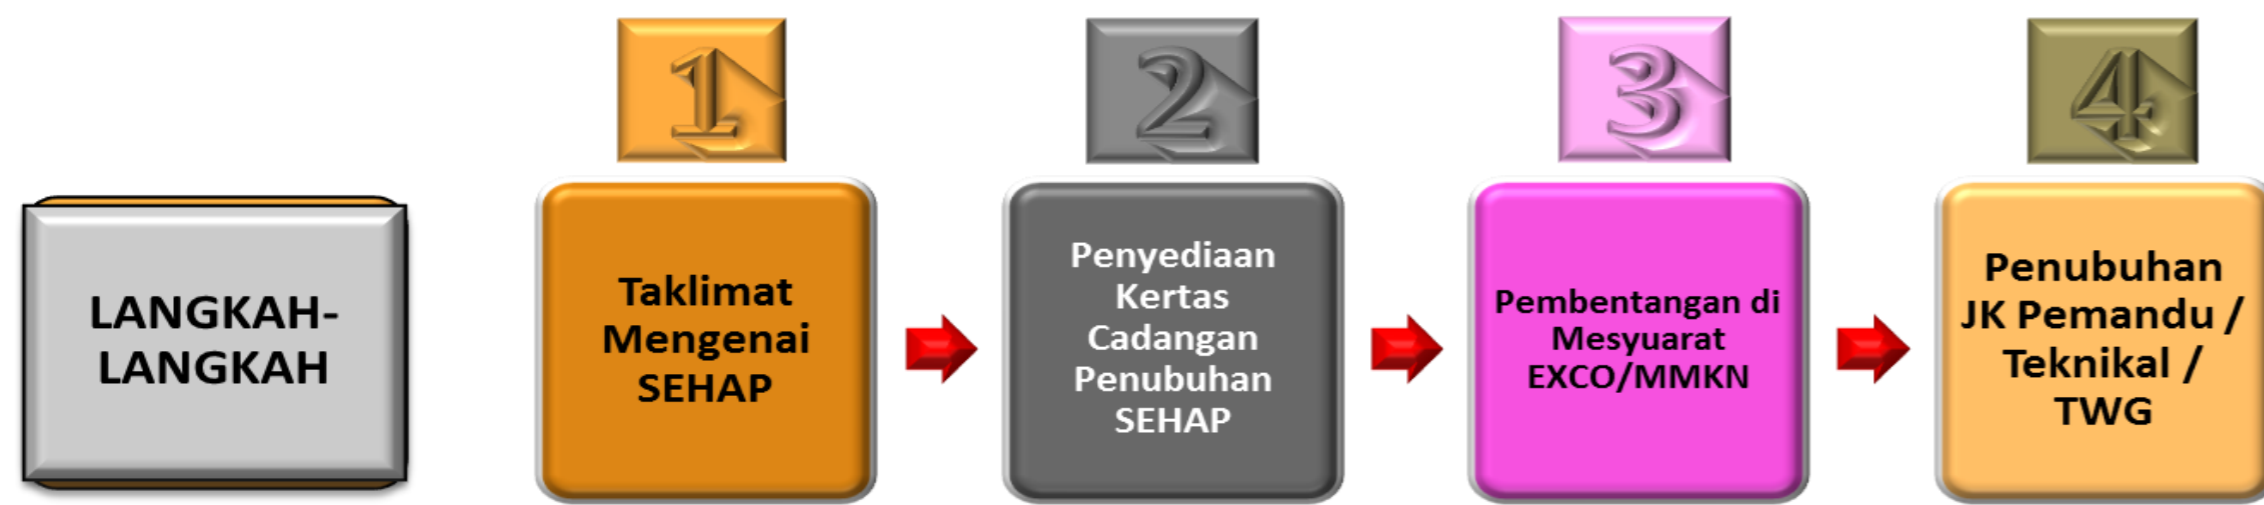 LANGKAH-
LANGKAH
1
Taklimat
Mengenai
SEHAP
2
Penyediaan
Kertas
Cadangan
Penubuhan
SEHAP
3
Pembentangan di
Mesyuarat
EXCO/MMKN
4
Penubuhan
JK Pemandu /
Teknikal /
TWG